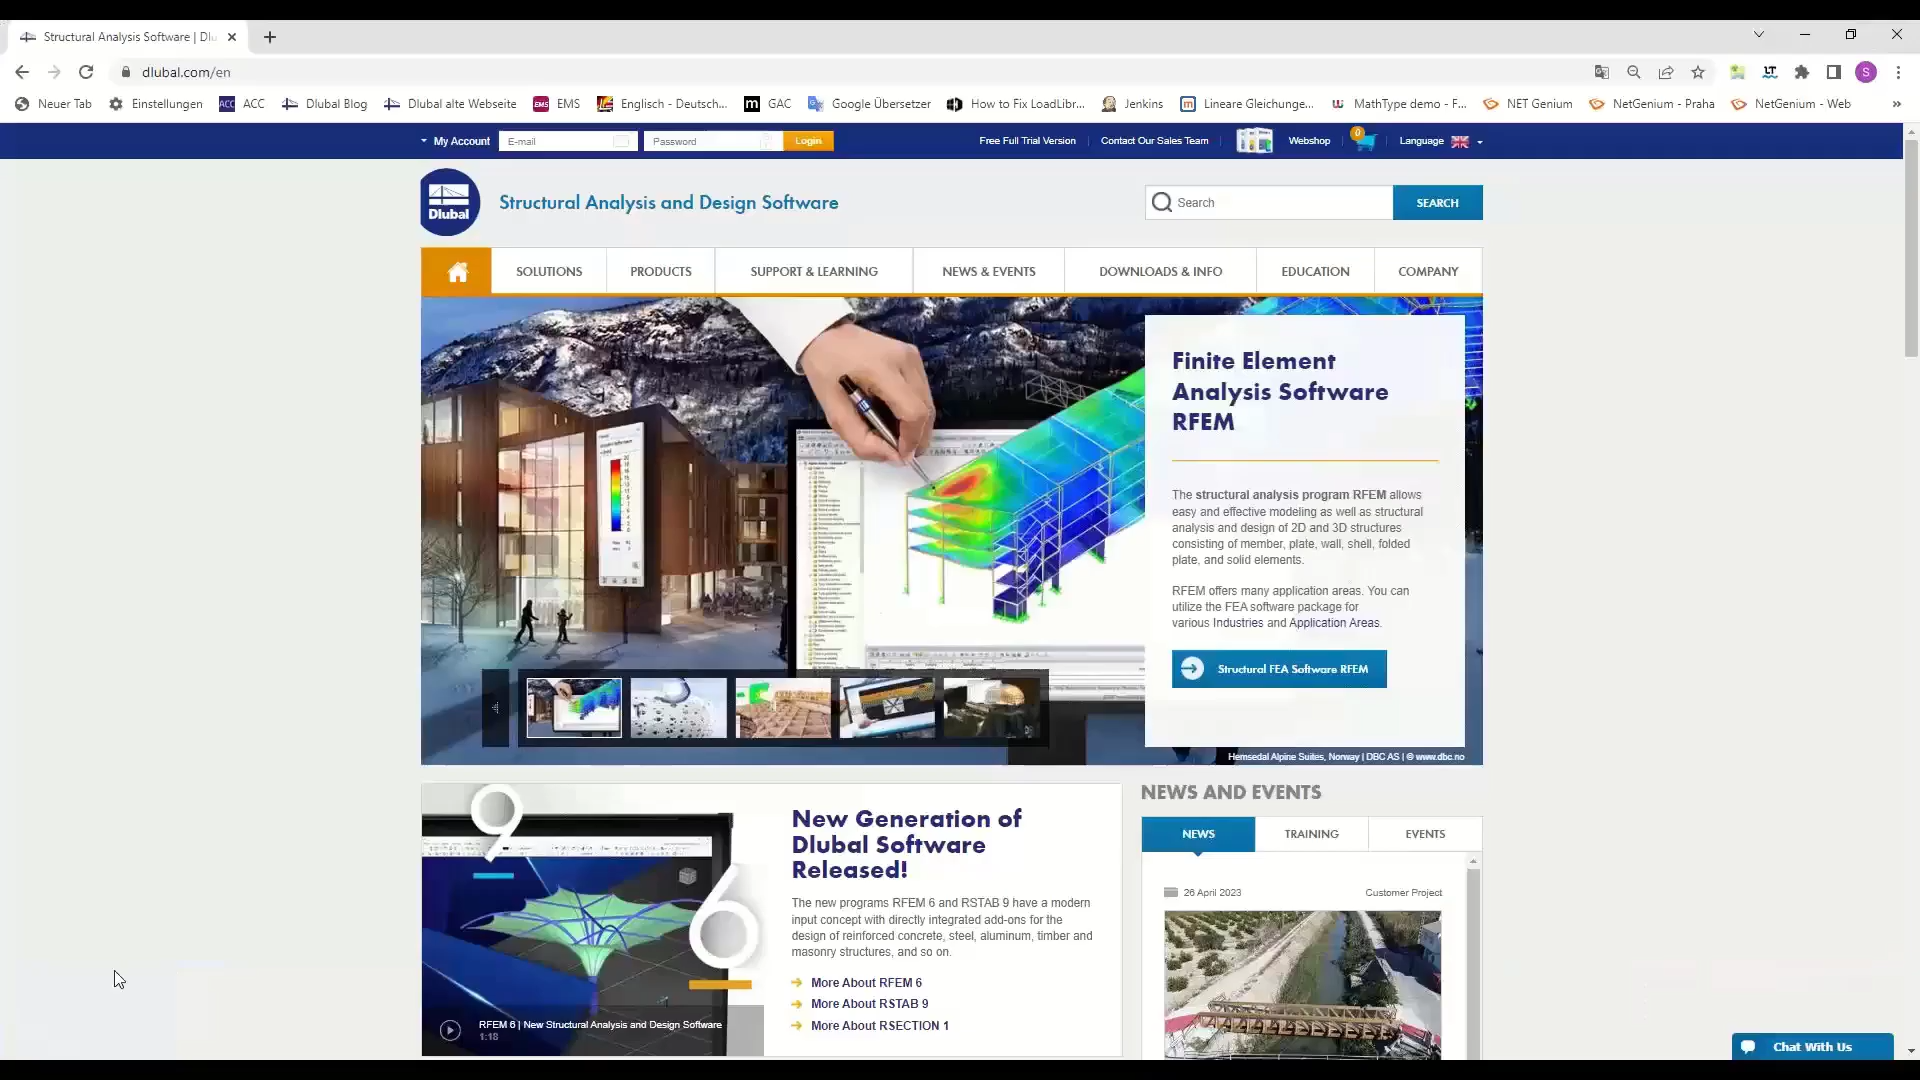 Structural Analysis Software | Dlu
dlubal.com/en
Neuer Tab Einstellungen ACC ACC Dlubal Blog Dlubal alte Webseite EMS EMS Englisch - Deutsch... m GAC Google Übersetzer How to Fix LoadLibr... Jenkins m Lineare Gleichunge... MathType demo - F... NET Genium NetGenium - Praha NetGenium - Web »
My Account E-mail Password Login Free Full Trial Version Contact Our Sales Team Webshop 0 Language
Dlubal
Structural Analysis and Design Software
Search SEARCH
SOLUTIONS PRODUCTS SUPPORT & LEARNING NEWS & EVENTS DOWNLOADS & INFO EDUCATION COMPANY
Finite Element
Analysis Software
RFEM
The structural analysis program RFEM allows
easy and effective modeling as well as structural
analysis and design of 2D and 3D structures
consisting of member, plate, wall, shell, folded
plate, and solid elements.
RFEM offers many application areas. You can
utilize the FEA software package for
various Industries and Application Areas.
Structural FEA Software RFEM
Hemsedal Alpine Suites, Norway | DBC AS | © www.dbc.no
9
6
RFEM 6 | New Structural Analysis and Design Software
1:18
New Generation of
Dlubal Software
Released!
The new programs RFEM 6 and RSTAB 9 have a modern
input concept with directly integrated add-ons for the
design of reinforced concrete, steel, aluminum, timber and
masonry structures, and so on.
More About RFEM 6
More About RSTAB 9
More About RSECTION 1
NEWS AND EVENTS
NEWS TRAINING EVENTS
26 April 2023 Customer Project
Chat With Us